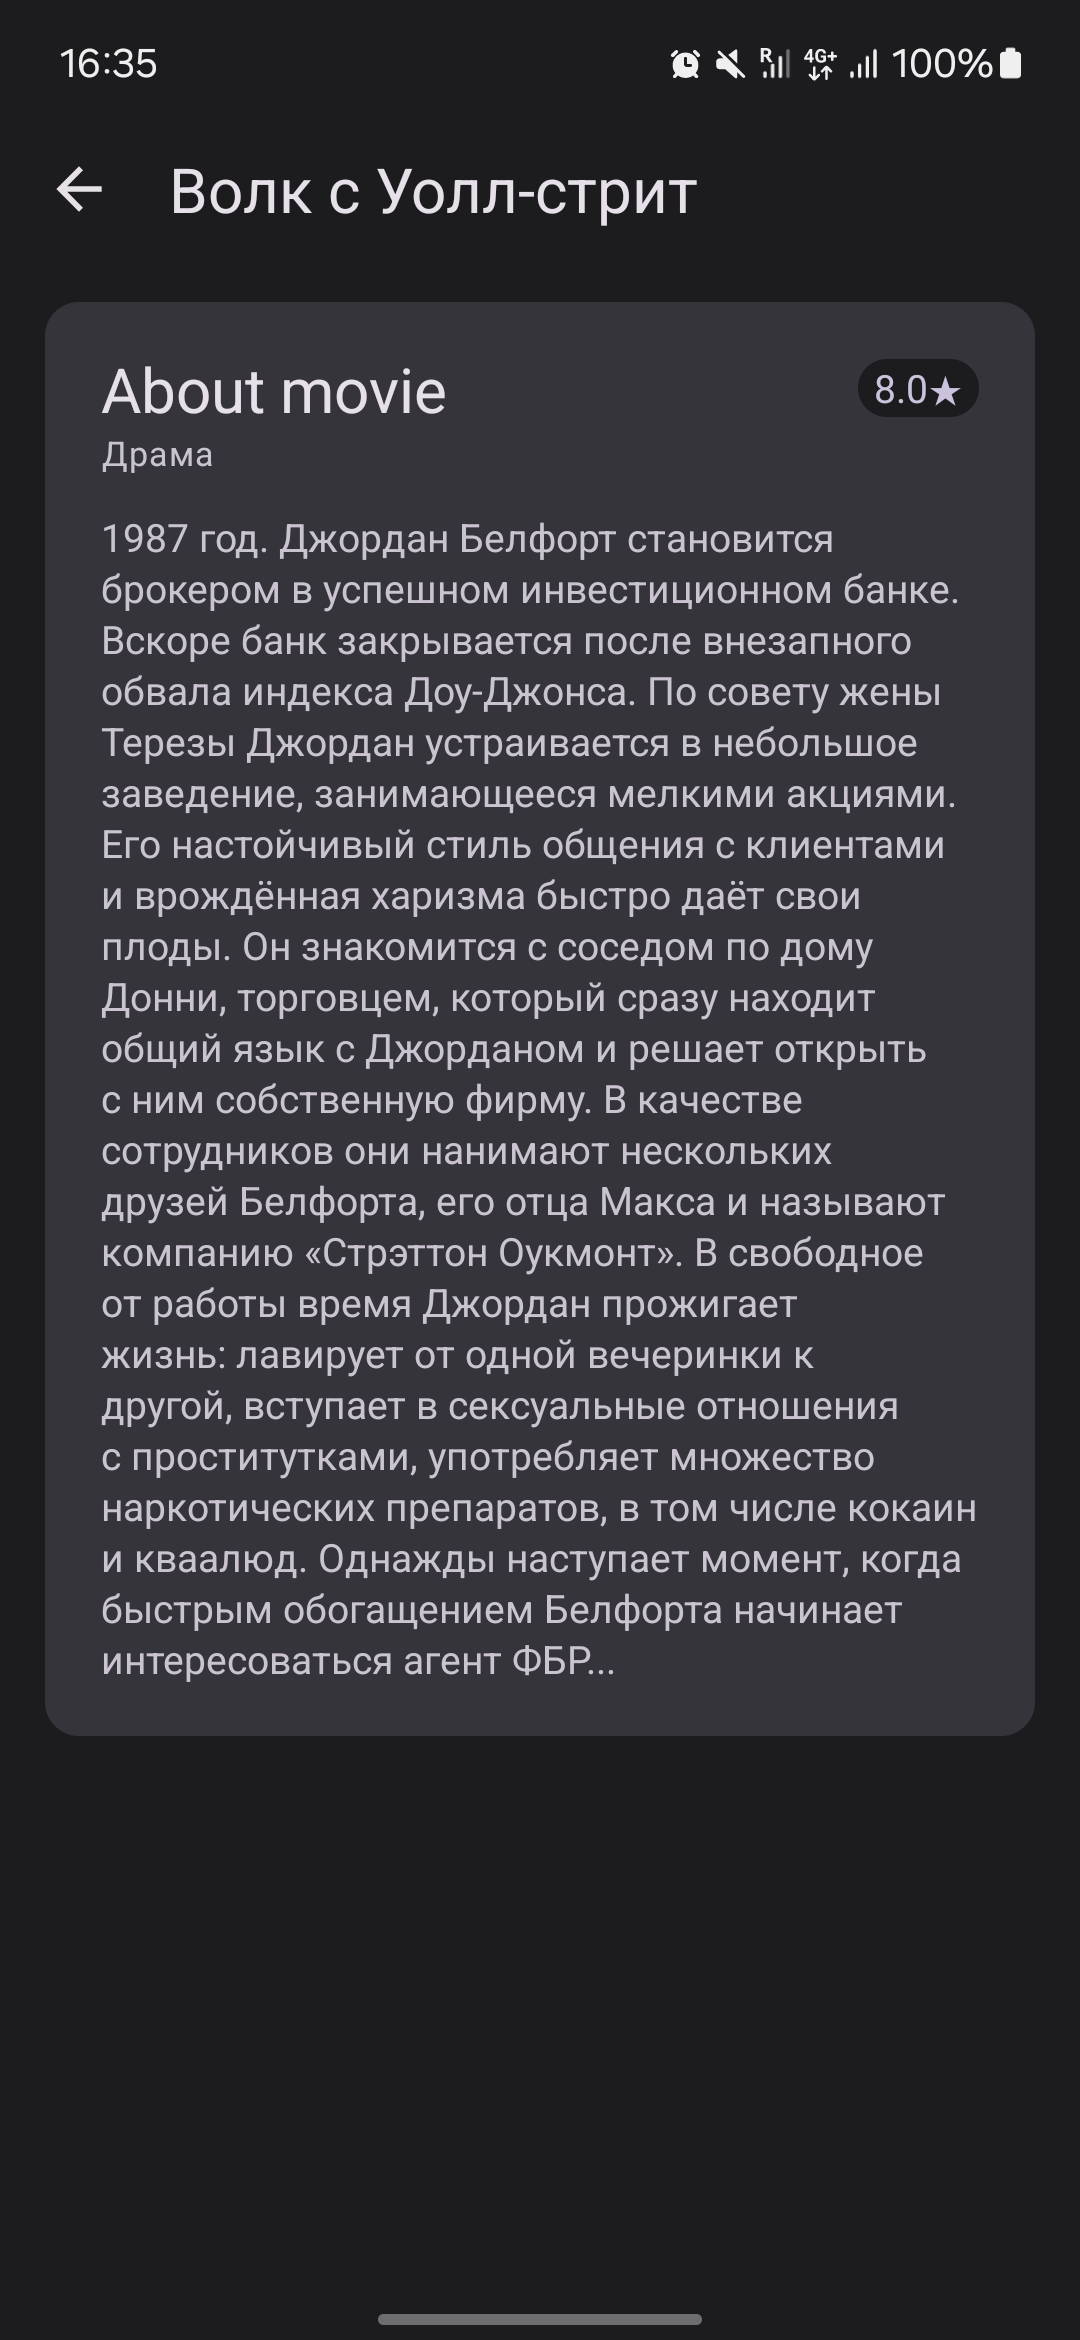 16:35
R 4G+ 100%
Волк с Уолл-стрит
About movie
8.0★
Драма
1987 год. Джордан Белфорт становится
брокером в успешном инвестиционном банке.
Вскоре банк закрывается после внезапного
обвала индекса Доу-Джонса. По совету жены
Терезы Джордан устраивается в небольшое
заведение, занимающееся мелкими акциями.
Его настойчивый стиль общения с клиентами
и врождённая харизма быстро даёт свои
плоды. Он знакомится с соседом по дому
Донни, торговцем, который сразу находит
общий язык с Джорданом и решает открыть
с ним собственную фирму. В качестве
сотрудников они нанимают нескольких
друзей Белфорта, его отца Макса и называют
компанию «Стрэттон Оукмонт». В свободное
от работы время Джордан прожигает
жизнь: лавирует от одной вечеринки к
другой, вступает в сексуальные отношения
с проститутками, употребляет множество
наркотических препаратов, в том числе кокаин
и кваалюд. Однажды наступает момент, когда
быстрым обогащением Белфорта начинает
интересоваться агент ФБР...